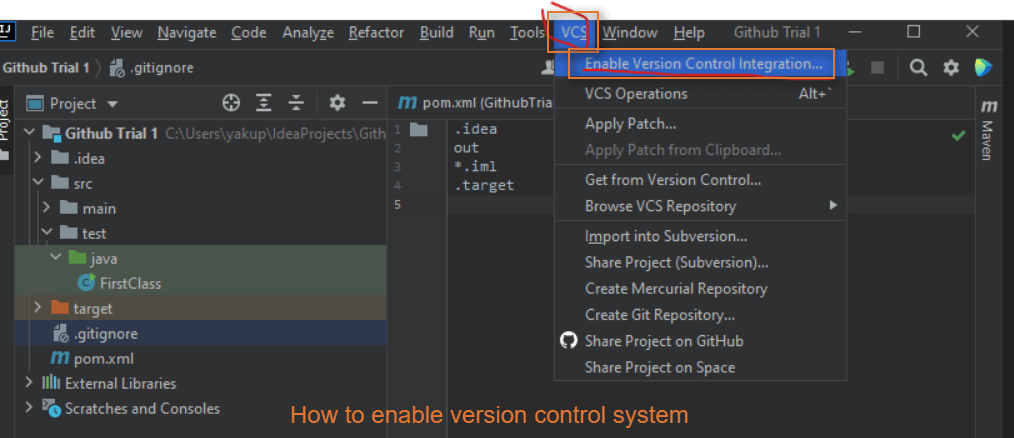 IJ File Edit View Navigate Code Analyze Refactor Build Run Tools VCS Window Help Github Trial 1
Github Trial 1 .gitignore
Enable Version Control Integration...
VCS Operations Alt+`
Apply Patch...
Apply Patch from Clipboard...
Get from Version Control...
Browse VCS Repository
Import into Subversion...
Share Project (Subversion)...
Create Mercurial Repository
Create Git Repository...
Share Project on GitHub
Share Project on Space
Project
Project
Github Trial 1 C:\Users\yakup\IdeaProjects\Gith
.idea
src
main
test
java
FirstClass
target
.gitignore
m pom.xml
External Libraries
Scratches and Consoles
m pom.xml (GithubTria
1 .idea
2 out
3 *.iml
4 .target
5
m
Maven
How to enable version control system